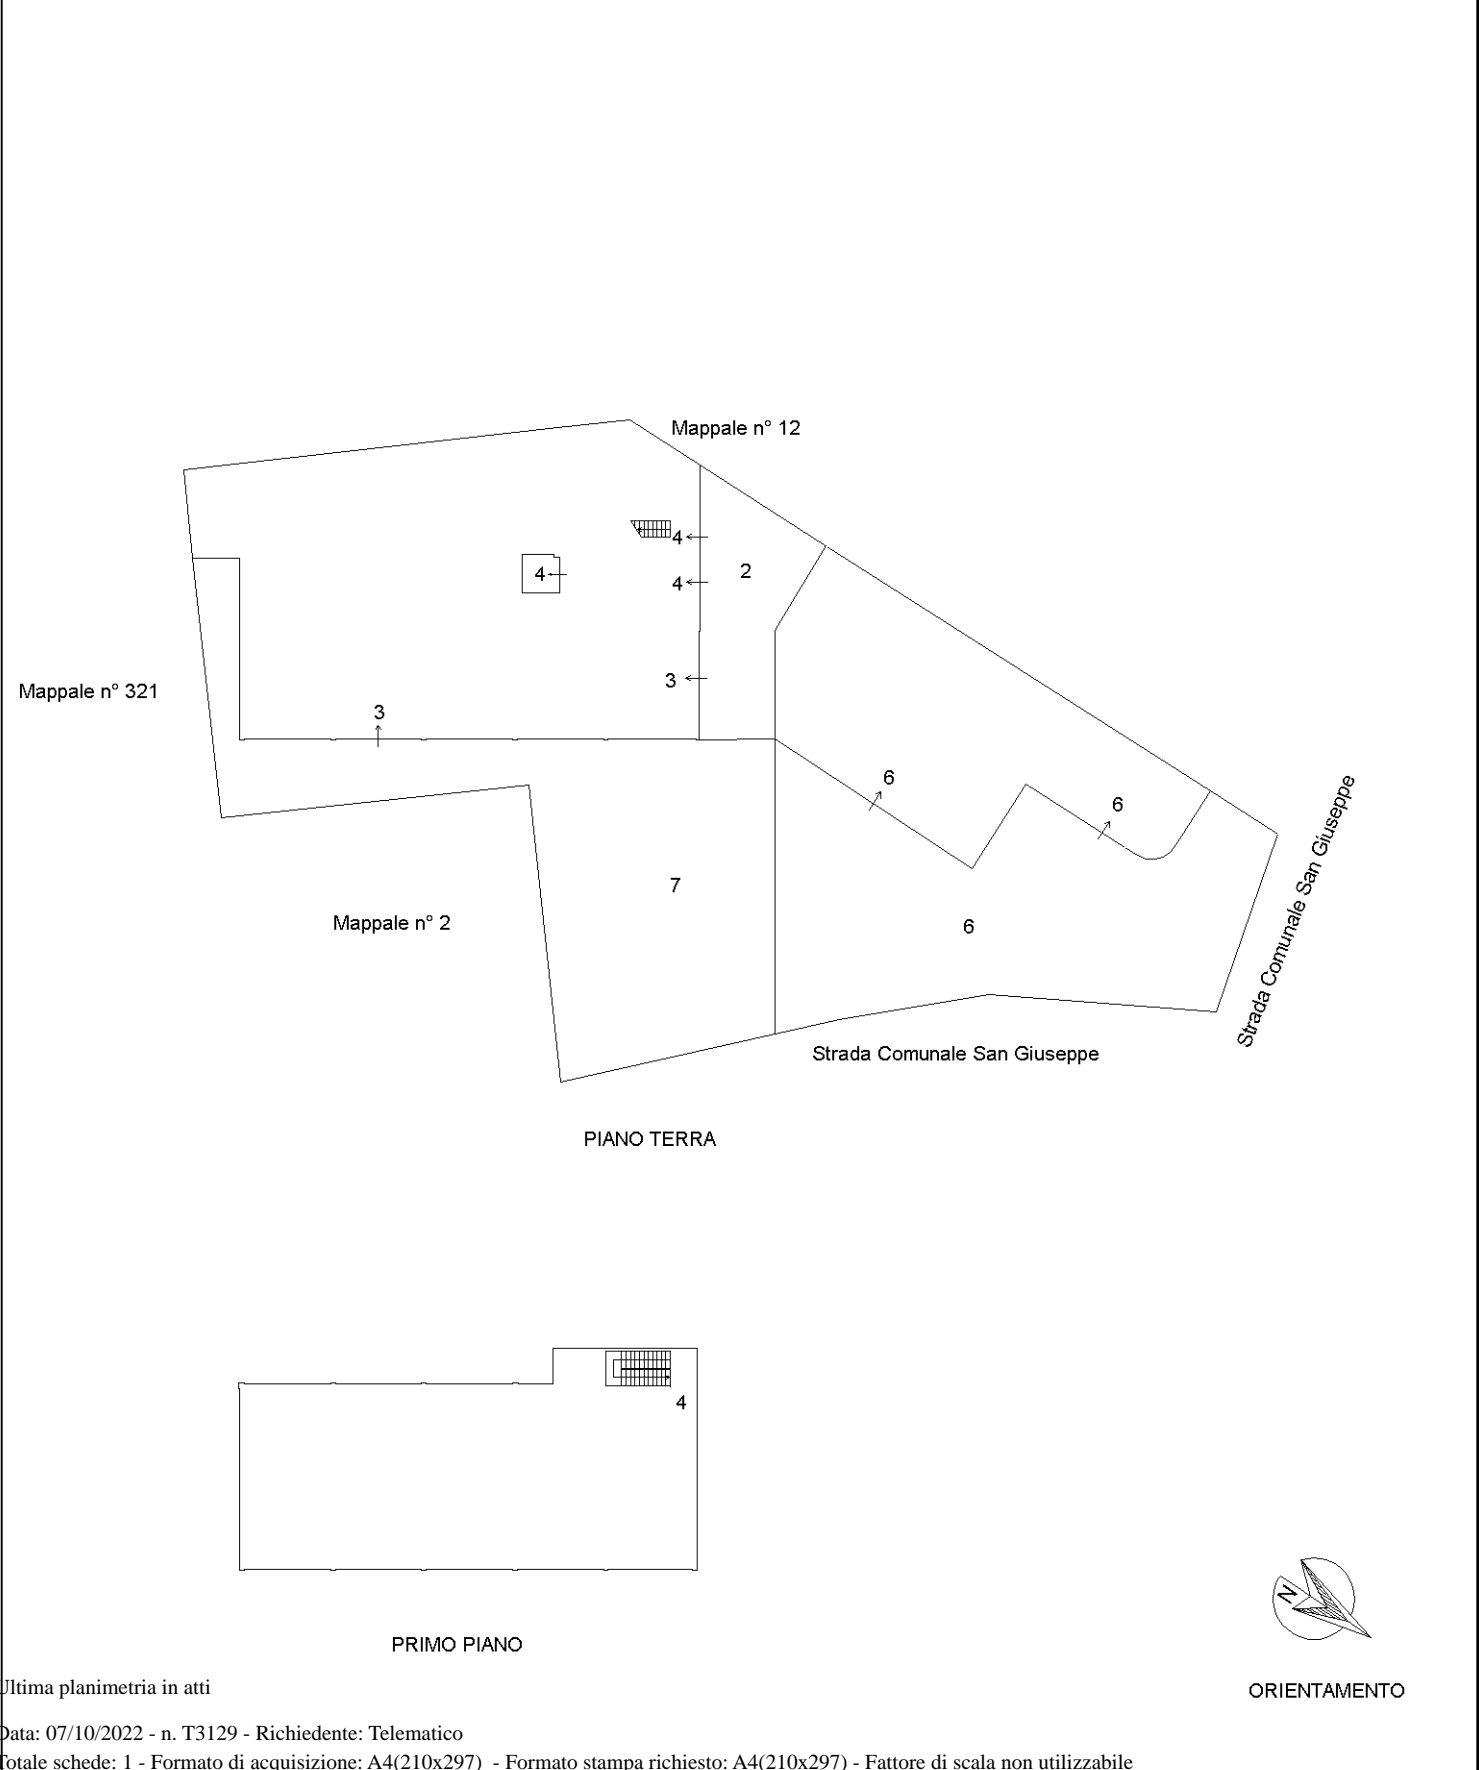 Mappale n° 12
4
4
4
2
Mappale n° 321
3
3
6
6
Strada Comunale San Giuseppe
7
Mappale n° 2
6
Strada Comunale San Giuseppe
PIANO TERRA
4
N
PRIMO PIANO
Ultima planimetria in atti
ORIENTAMENTO
Data: 07/10/2022 - n. T3129 - Richiedente: Telematico
Totale schede: 1 - Formato di acquisizione: A4(210x297) - Formato stampa richiesto: A4(210x297) - Fattore di scala non utilizzabile